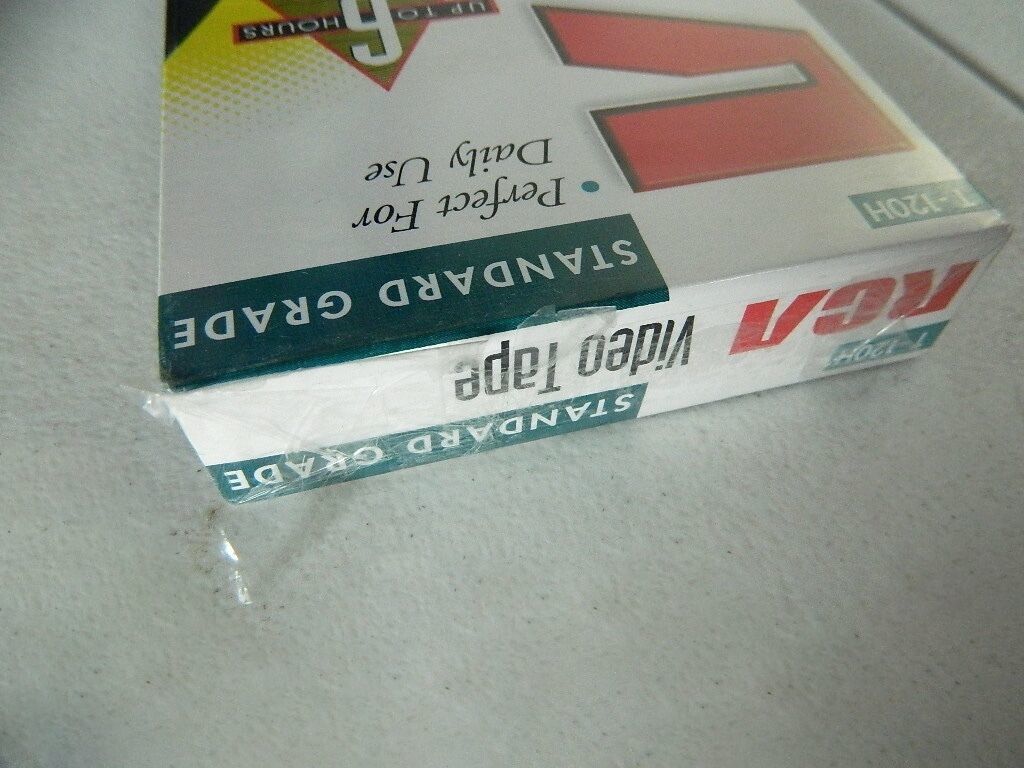 T-120H
STANDARD GRADE
• Perfect For
Daily Use
UP TO
6
HOURS
RCA
Video Tape
T-120H
STANDARD GRADE